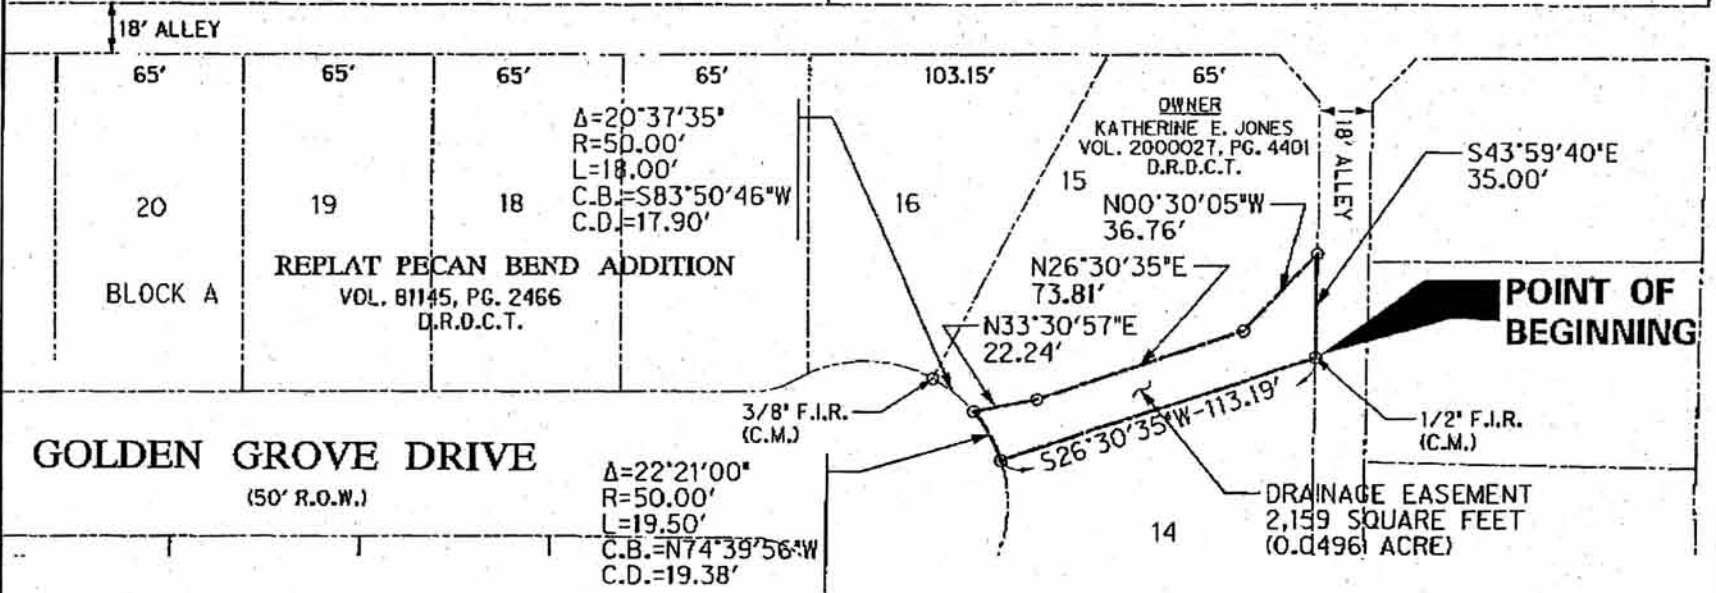 18' ALLEY
65'
65'
65'
65'
103.15'
65'
Δ=20°37'35"
R=50.00'
L=18.00'
C.B.=S83°50'46"W
C.D.=17.90'
OWNER
KATHERINE E. JONES
VOL. 2000027, PG. 4401
D.R.D.C.T.
18' ALLEY
S43°59'40"E
35.00'
20
19
18
16
15
N00°30'05"W
36.76'
N26°30'35"E
73.81'
N33°30'57"E
22.24'
BLOCK A
REPLAT PECAN BEND ADDITION
VOL. 81145, PG. 2466
D.R.D.C.T.
POINT OF
BEGINNING
3/8" F.I.R.
(C.M.)
S26°30'35"W-113.19'
1/2" F.I.R.
(C.M.)
GOLDEN GROVE DRIVE
(50' R.O.W.)
Δ=22°21'00"
R=50.00'
L=19.50'
C.B.=N74°39'56"W
C.D.=19.38'
14
DRAINAGE EASEMENT
2,159 SQUARE FEET
(0.0496 ACRE)